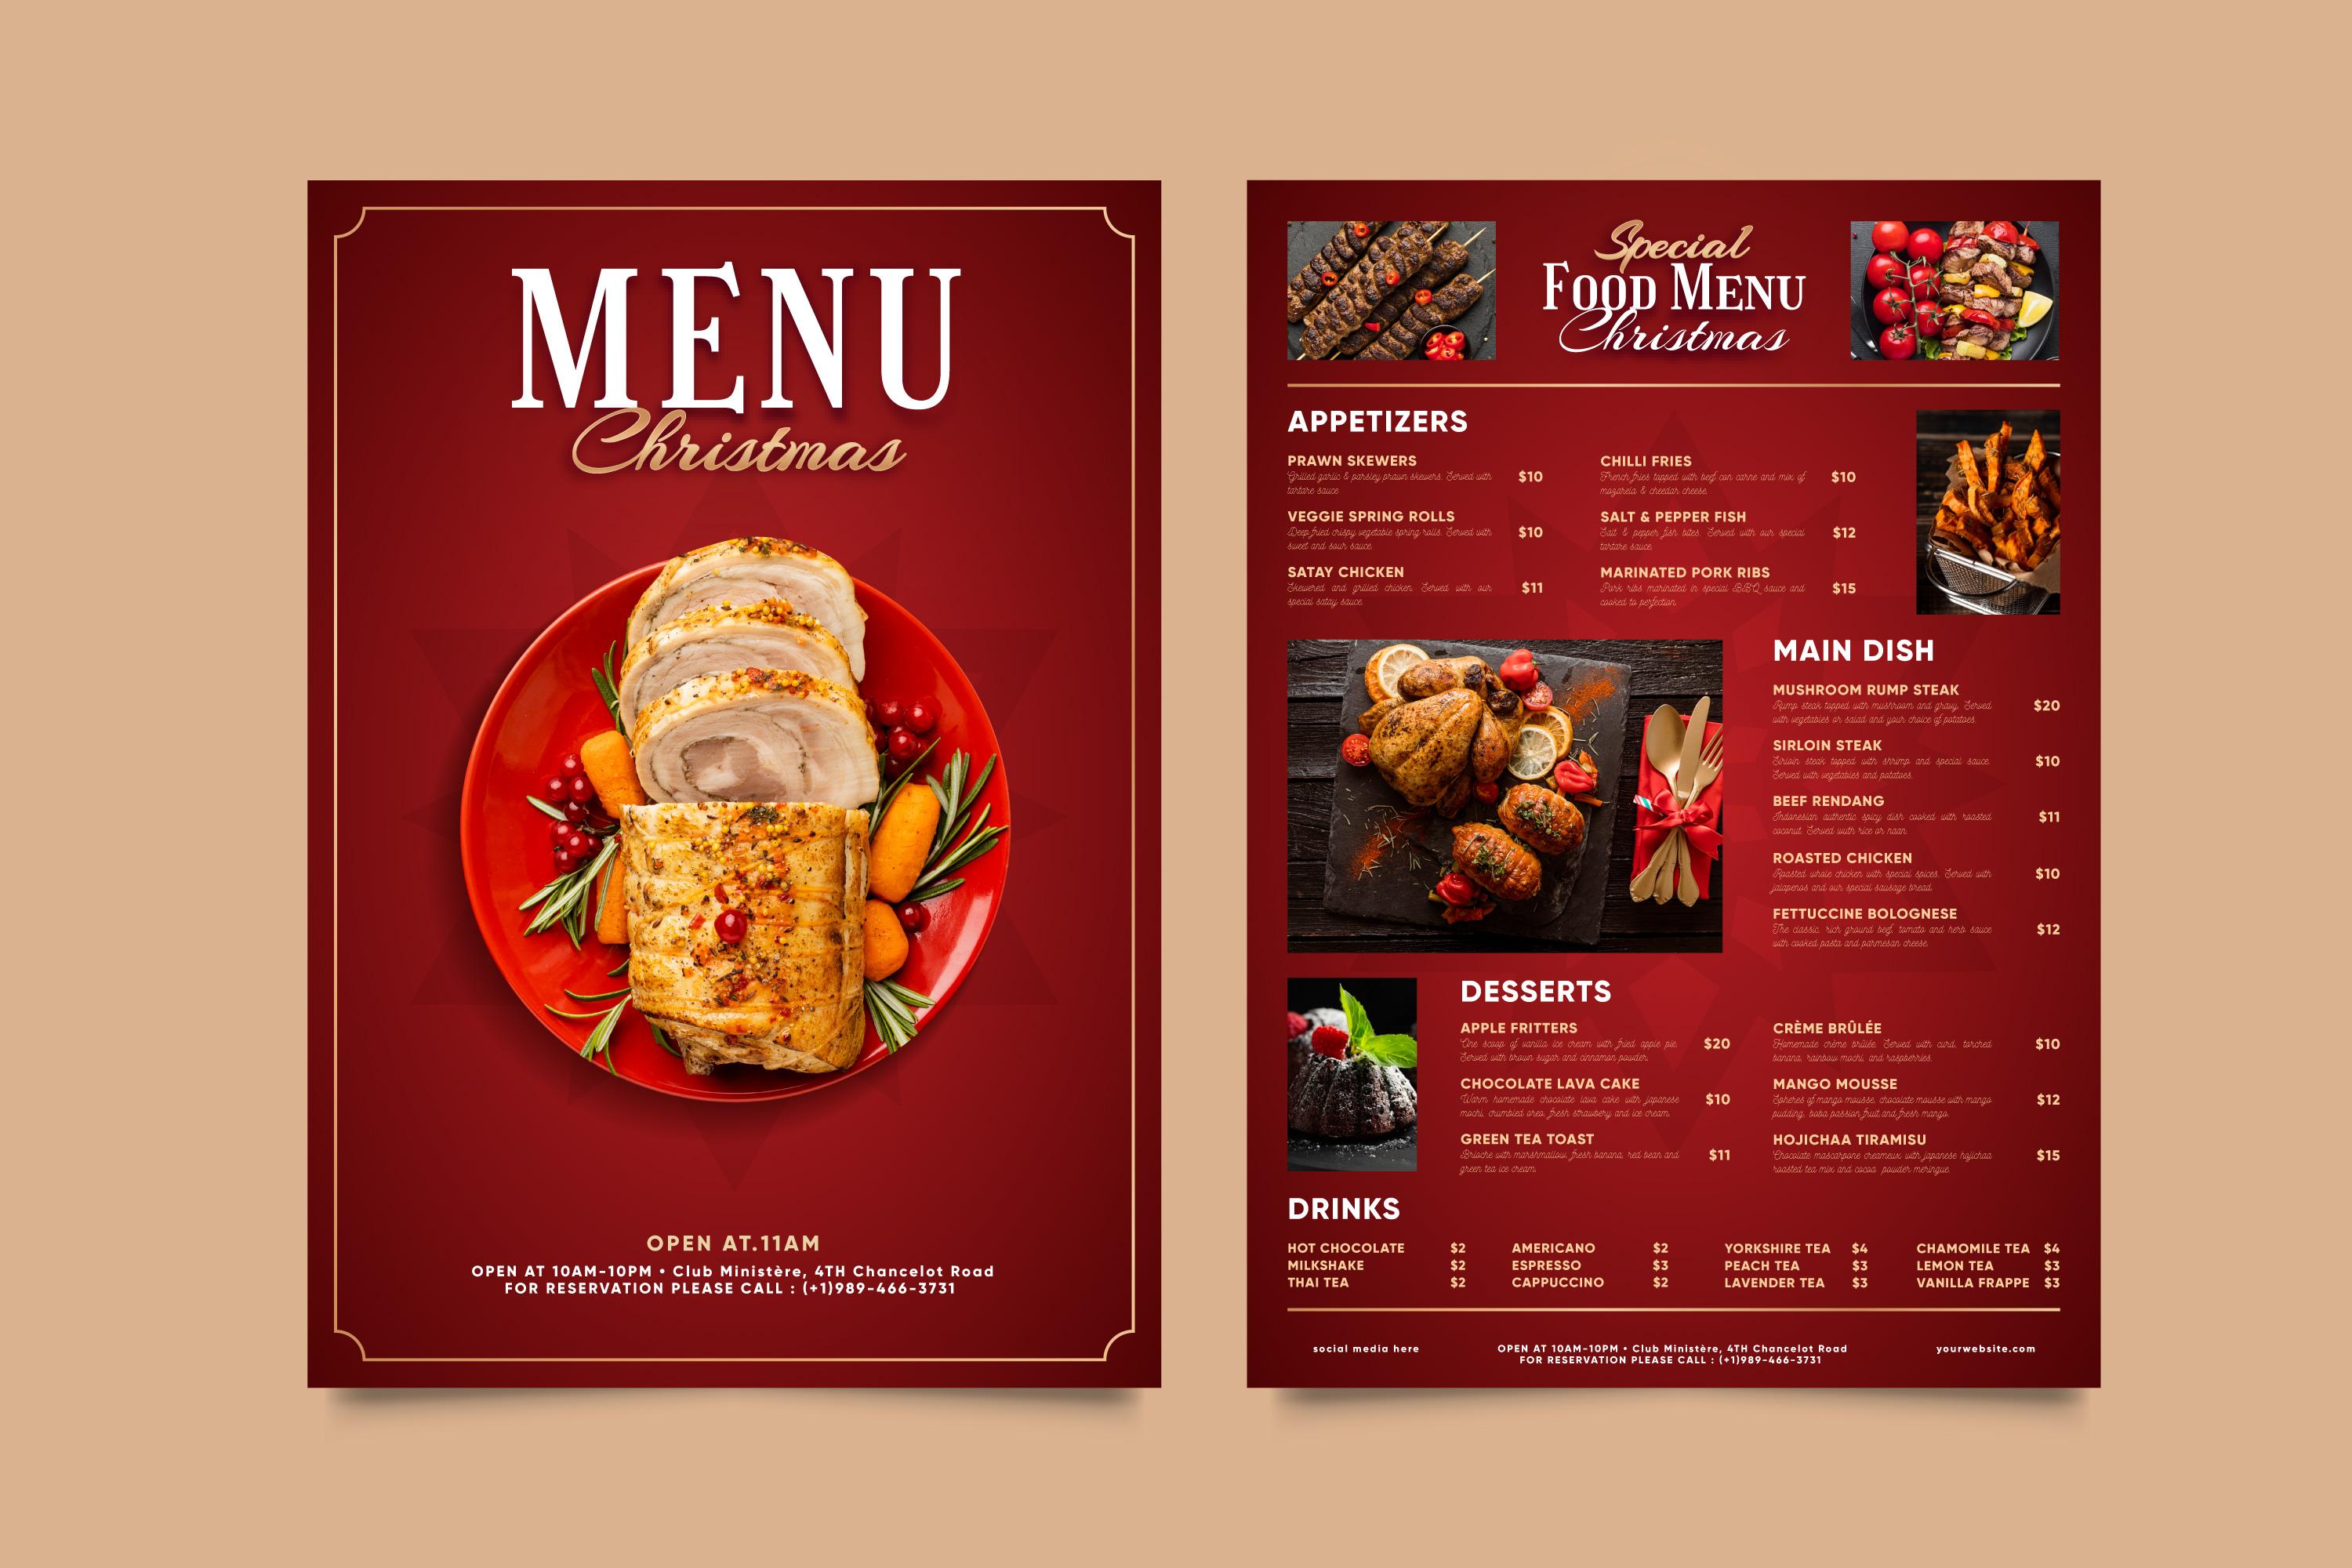 MENU
Christmas
OPEN AT.11AM
OPEN AT 10AM-10PM • Club Ministère, 4TH Chancelot Road
FOR RESERVATION PLEASE CALL : (+1)989-466-3731
Special
FOOD MENU
Christmas
APPETIZERS
PRAWN SKEWERS
Grilled garlic & parsley prawn skewers. Served with
tartare sauce
$10
VEGGIE SPRING ROLLS
Deep fried crispy vegetable spring rolls. Served with
sweet and sour sauce.
$10
SATAY CHICKEN
Skewered and grilled chicken. Served with our
special satay sauce.
$11
CHILLI FRIES
French fries topped with beef con carne and mix of
mozarela & cheedar cheese.
$10
SALT & PEPPER FISH
Salt & pepper fish bites. Served with our special
tartare sauce.
$12
MARINATED PORK RIBS
Pork ribs marinated in special BBQ sauce and
cooked to perfection.
$15
MAIN DISH
MUSHROOM RUMP STEAK
Rump steak topped with mushroom and gravy. Served
with vegetables or salad and your choice of potatoes.
$20
SIRLOIN STEAK
Sirloin steak topped with shrimp and special sauce.
Served with vegetables and potatoes.
$10
BEEF RENDANG
Indonesian authentic spicy dish cooked with roasted
coconut. Served wuth rice or naan.
$11
ROASTED CHICKEN
Roasted whole chicken with special spices. Served with
jalapenos and our special sausage bread.
$10
FETTUCCINE BOLOGNESE
The classic, rich ground beef, tomato and herb sauce
with cooked pasta and parmesan cheese.
$12
DESSERTS
APPLE FRITTERS
One scoop of vanilla ice cream with fried apple pie.
Served with brown sugar and cinnamon powder.
$20
CHOCOLATE LAVA CAKE
Warm homemade chocolate lava cake with japanese
mochi, crumbled oreo, fresh strawbery and ice cream.
$10
GREEN TEA TOAST
Brioche with marshmallow, fresh banana, red bean and
green tea ice cream.
$11
CRÈME BRÛLÉE
Homemade crème brûlée. Served with curd, torched
banana, rainbow mochi, and raspberries.
$10
MANGO MOUSSE
Spheres of mango mousse, chocolate mousse with mango
pudding, boba passion fruit,and fresh mango.
$12
HOJICHAA TIRAMISU
Chocolate mascarpone creameux with japanese hojichaa
roasted tea mix and cocoa powder meringue.
$15
DRINKS
HOT CHOCOLATE $2
MILKSHAKE $2
THAI TEA $2
AMERICANO $2
ESPRESSO $3
CAPPUCCINO $2
YORKSHIRE TEA $4
PEACH TEA $3
LAVENDER TEA $3
CHAMOMILE TEA $4
LEMON TEA $3
VANILLA FRAPPE $3
social media here
OPEN AT 10AM-10PM • Club Ministère, 4TH Chancelot Road
FOR RESERVATION PLEASE CALL : (+1)989-466-3731
yourwebsite.com